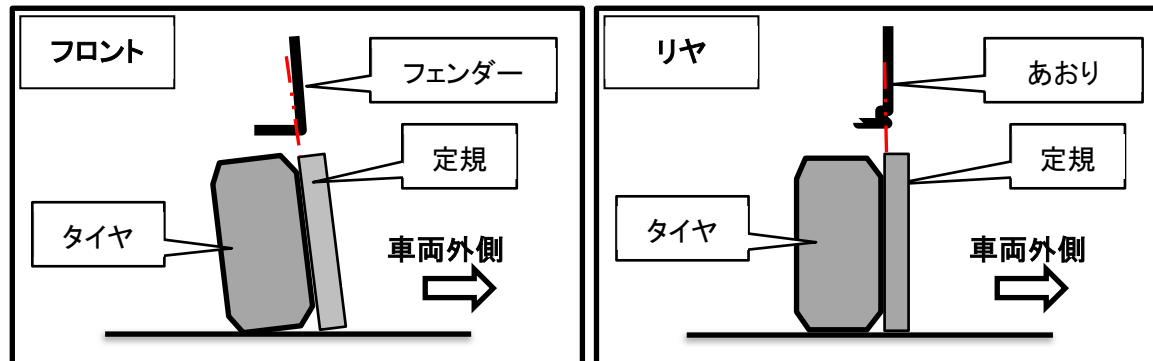 フロント
フェンダー
定規
タイヤ
車両外側
リヤ
あおり
定規
タイヤ
車両外側